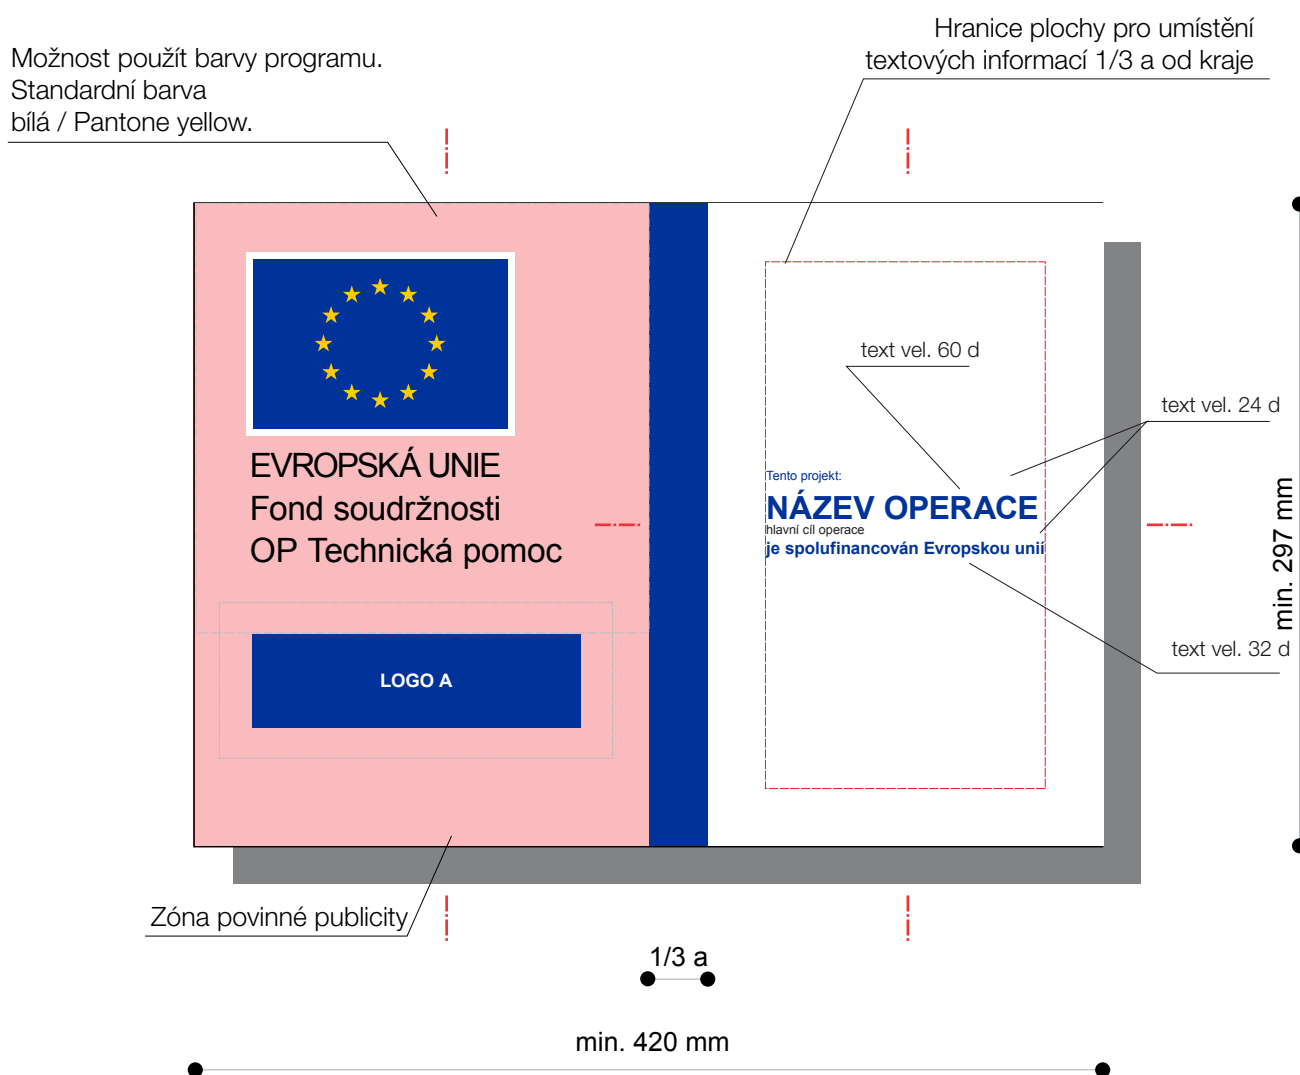 Hranice plochy pro umístění
textových informací 1/3 a od kraje
Možnost použít barvy programu.
Standardní barva
bílá / Pantone yellow.
text vel. 60 d
text vel. 24 d
EVROPSKÁ UNIE
Fond soudržnosti
OP Technická pomoc
Tento projekt:
NÁZEV OPERACE
hlavní cíl operace
je spolufinancován Evropskou unií
min. 297 mm
text vel. 32 d
LOGO A
Zóna povinné publicity
1/3 a
min. 420 mm